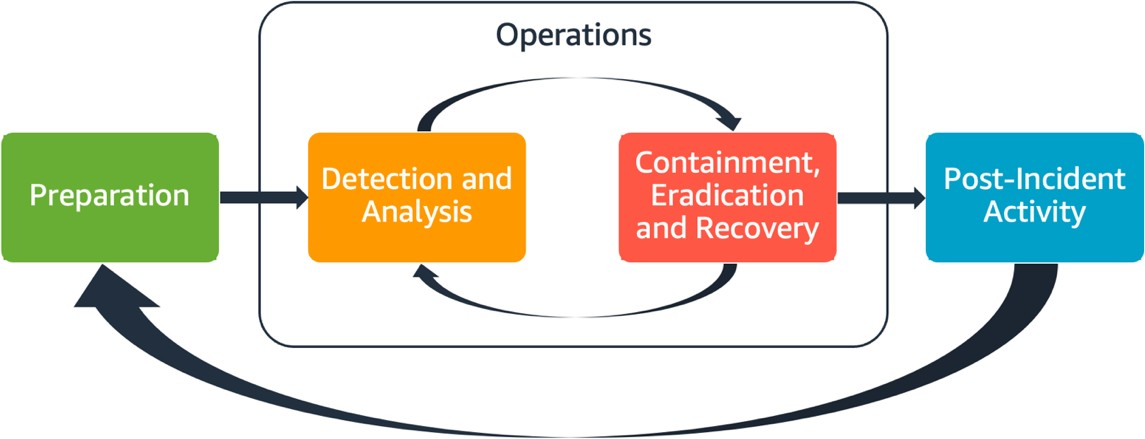 Operations
Preparation
Detection and
Analysis
Containment,
Eradication
and Recovery
Post-Incident
Activity